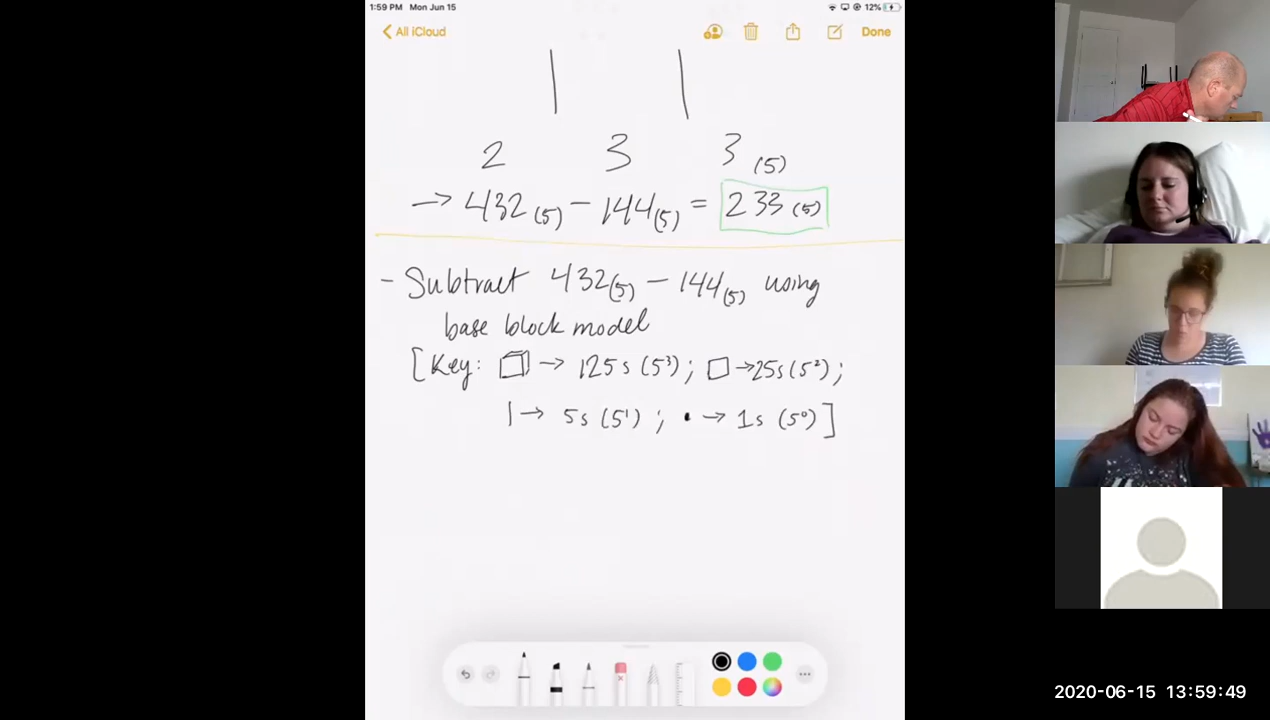 1:59 PM Mon Jun 15
12%
All iCloud
Done
2 3 3 (5)
→ 432 (5) − 144 (5) = 233 (5)
- Subtract 432 (5) − 144 (5) using
base block model
[Key: → 125s (5³); → 25s (5²);
| → 5s (5¹); • → 1s (5⁰)]
2020-06-15 13:59:49